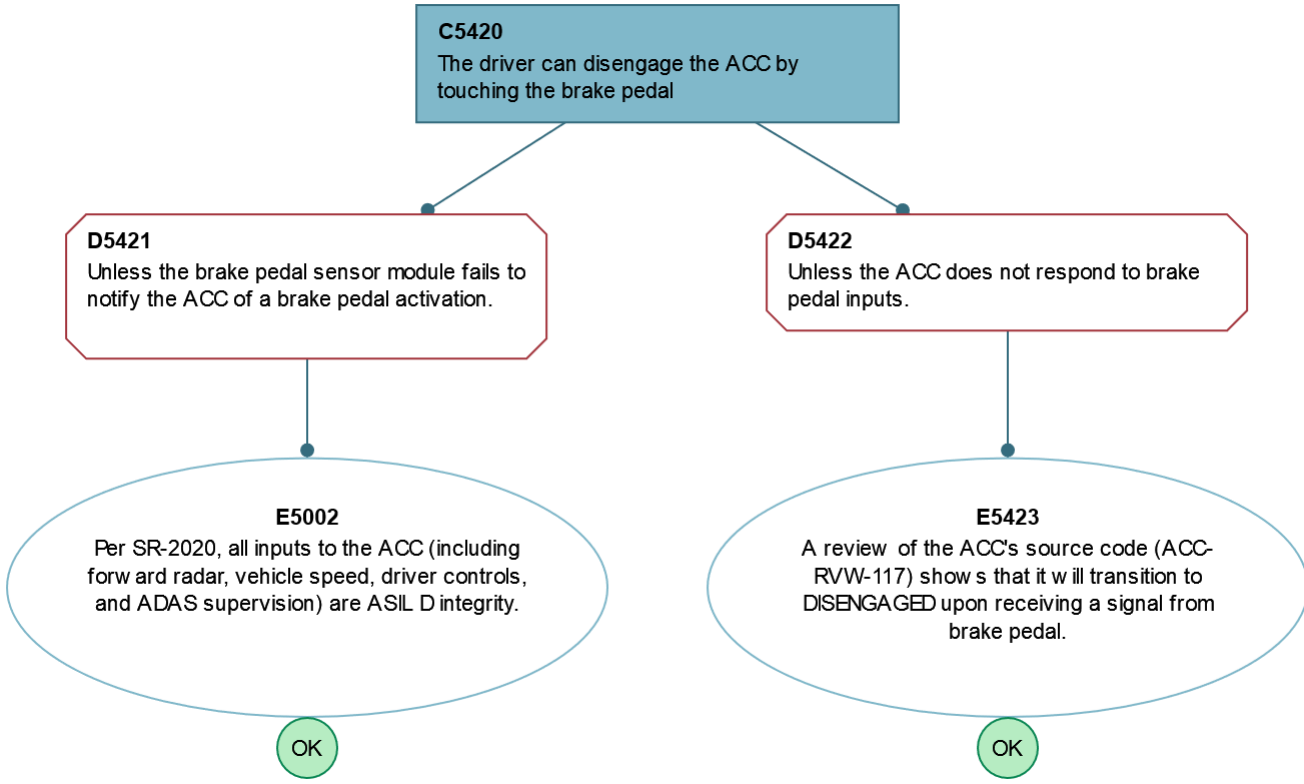 C5420
The driver can disengage the ACC by
touching the brake pedal
D5421
Unless the brake pedal sensor module fails to
notify the ACC of a brake pedal activation.
D5422
Unless the ACC does not respond to brake
pedal inputs.
E5002
Per SR-2020, all inputs to the ACC (including
forward radar, vehicle speed, driver controls,
and ADAS supervision) are ASIL D integrity.
E5423
A review of the ACC's source code (ACC-
RVW-117) shows that it will transition to
DISENGAGED upon receiving a signal from
brake pedal.
OK
OK